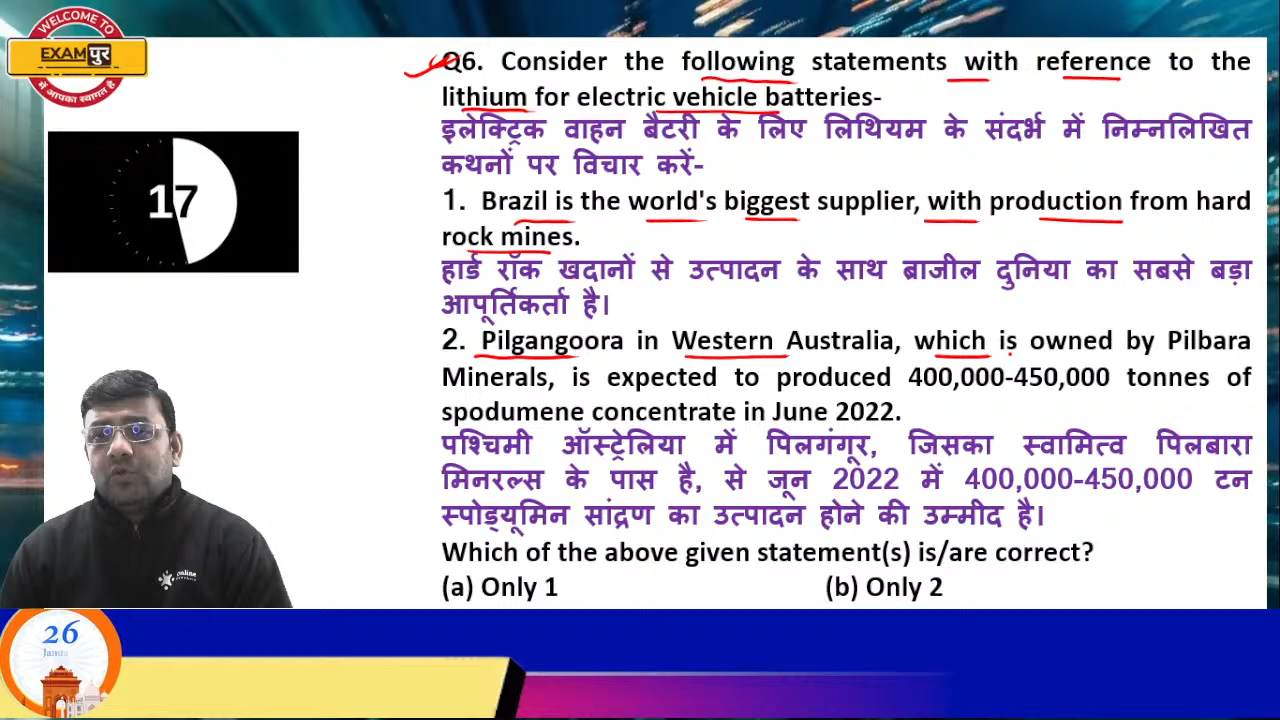 WELCOME TO
EXAMपुर
में आपका स्वागत है
17
Q6. Consider the following statements with reference to the
lithium for electric vehicle batteries-
इलेक्ट्रिक वाहन बैटरी के लिए लिथियम के संदर्भ में निम्नलिखित
कथनों पर विचार करें-
1. Brazil is the world's biggest supplier, with production from hard
rock mines.
हार्ड रॉक खदानों से उत्पादन के साथ ब्राजील दुनिया का सबसे बड़ा
आपूर्तिकर्ता है।
2. Pilgangoora in Western Australia, which is owned by Pilbara
Minerals, is expected to produced 400,000-450,000 tonnes of
spodumene concentrate in June 2022.
पश्चिमी ऑस्ट्रेलिया में पिलगंगूर, जिसका स्वामित्व पिलबारा
मिनरल्स के पास है, से जून 2022 में 400,000-450,000 टन
स्पोड्यूमिन सांद्रण का उत्पादन होने की उम्मीद है।
Which of the above given statement(s) is/are correct?
(a) Only 1 (b) Only 2
26